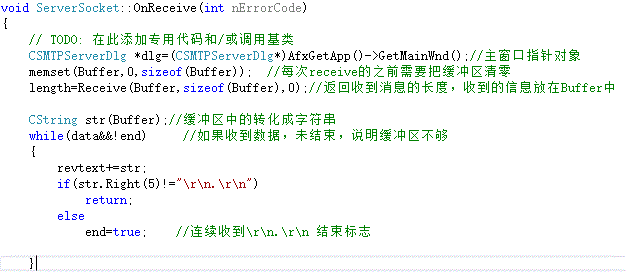 void ServerSocket::OnReceive(int nErrorCode)
{
// TODO: 在此添加专用代码和/或调用基类
CSMTPServerDlg *dlg=(CSMTPServerDlg*)AfxGetApp()->GetMainWnd();//主窗口指针对象
memset(Buffer,0,sizeof(Buffer)); //每次receive的之前需要把缓冲区清零
length=Receive(Buffer,sizeof(Buffer),0);//返回收到消息的长度，收到的信息放在Buffer中
CString str(Buffer);//缓冲区中的转化成字符串
while(data&&!end) //如果收到数据，未结束，说明缓冲区不够
{
revtext+=str;
if(str.Right(5)!="\r\n.\r\n")
return;
else
end=true; //连续收到\r\n.\r\n 结束标志
}